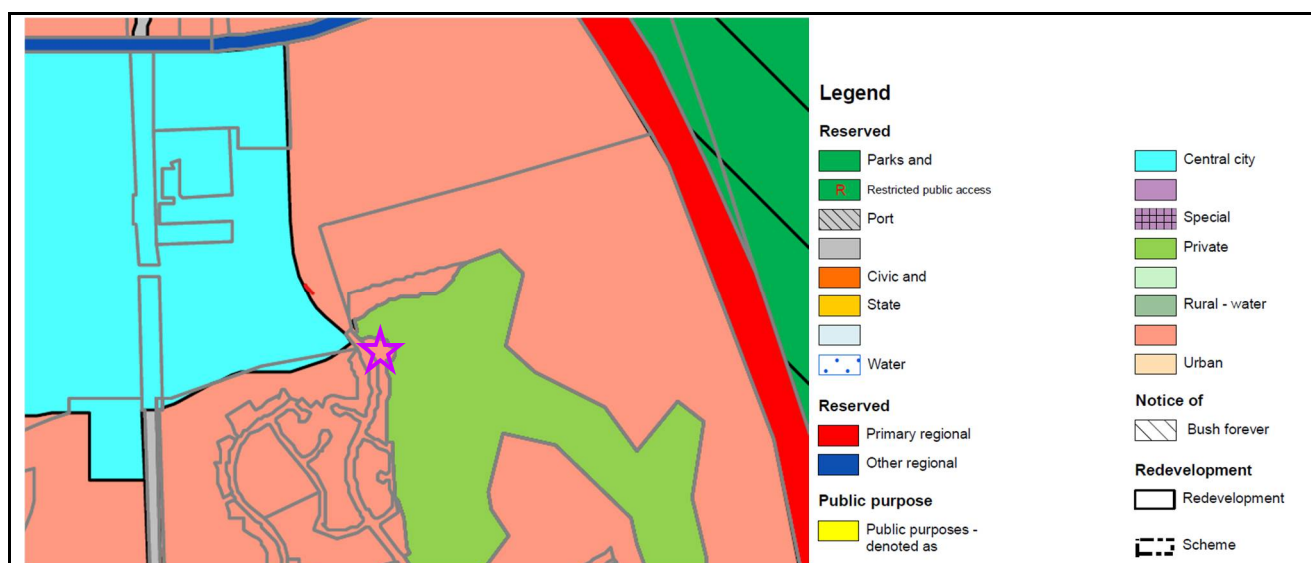 Legend
Reserved
Parks and
R Restricted public access
Port
Civic and
State
Water
Reserved
Primary regional
Other regional
Public purpose
Public purposes -
denoted as
Central city
Special
Private
Rural - water
Urban
Notice of
Bush forever
Redevelopment
Redevelopment
Scheme